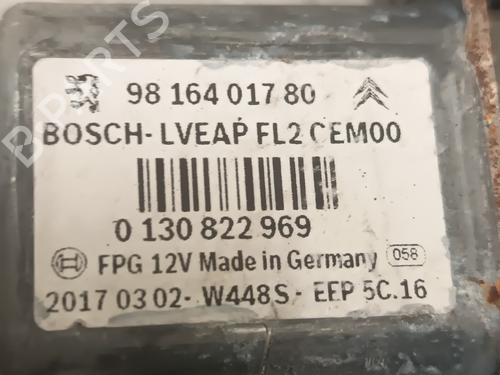 98 164 017 80
BOSCH- LVEAP FL2 CEM00
0 130 822 969
FPG 12V Made in Germany 058
2017 03 02- W448S - EEP 5C.16
B-PARTS